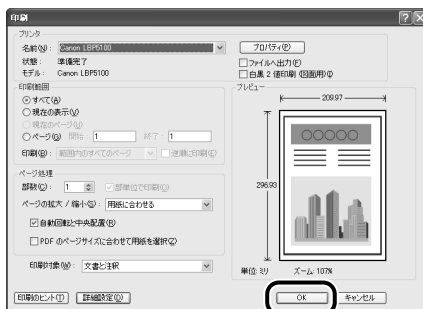 印刷
プリンタ
名前(N): Canon LBP5100
プロパティ(P)
状態: 準備完了
ファイルへ出力(F)
モデル: Canon LBP5100
白黒 2 値印刷 (図面用)(I)
印刷範囲
プレビュー
すべて(A)
209.97
現在の表示(V)
現在のページ(U)
ページ(G) 開始: 1 終了: 1
印刷(B): 範囲内のすべてのページ 逆順に印刷(E)
ページ処理
296.93
部数(C): 1 部単位で印刷(O)
ページの拡大 / 縮小(S): 用紙に合わせる
自動回転と中央配置(R)
PDF のページサイズに合わせて用紙を選択(Z)
印刷対象(W): 文書と注釈
単位: ミリ ズーム: 107%
印刷のヒント(T) 詳細設定(D) OK キャンセル